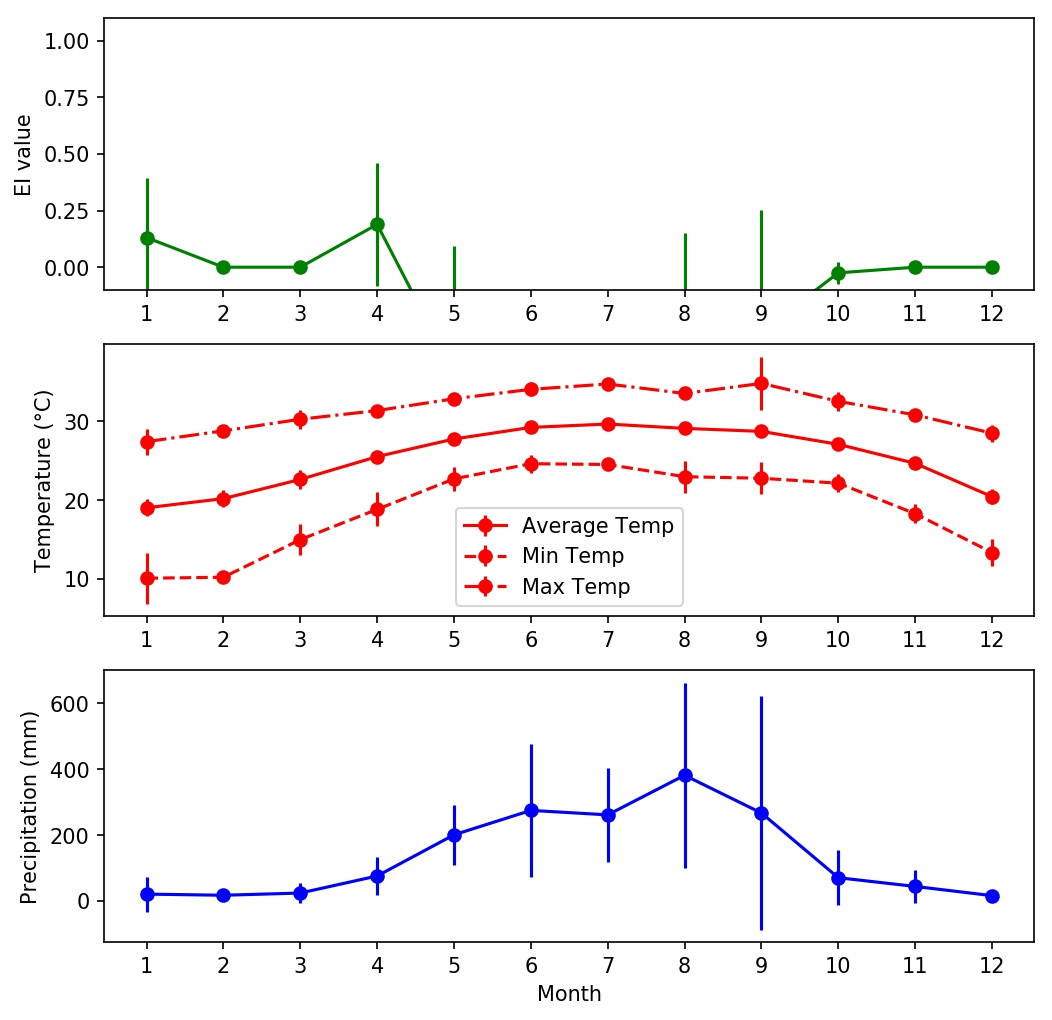 1.00
0.75
0.50
0.25
0.00
EI value
1 2 3 4 5 6 7 8 9 10 11 12
30
20
10
Temperature (°C)
Average Temp
Min Temp
Max Temp
1 2 3 4 5 6 7 8 9 10 11 12
600
400
200
0
Precipitation (mm)
1 2 3 4 5 6 7 8 9 10 11 12
Month